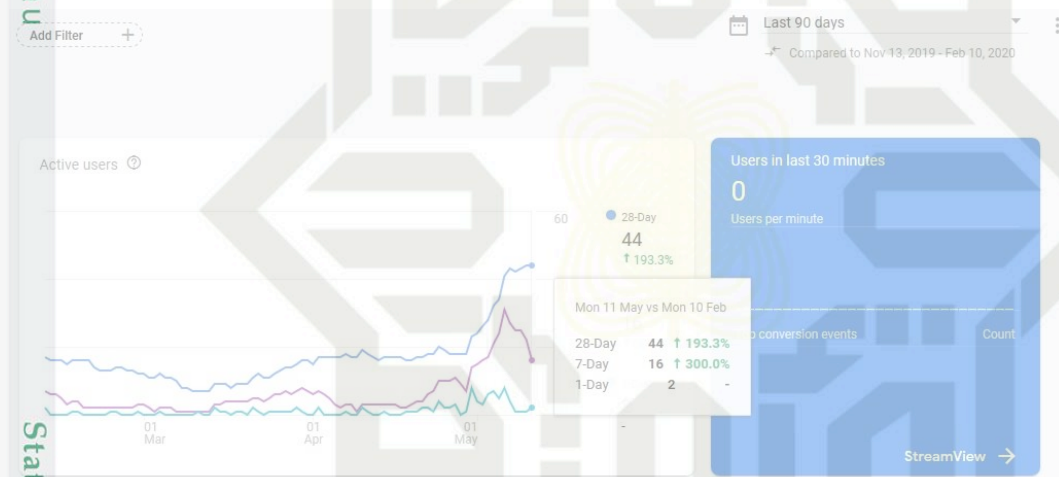 Add Filter +
Last 90 days
Compared to Nov 13, 2019 - Feb 10, 2020
Active users
60
28-Day
44
↑ 193.3%
Mon 11 May vs Mon 10 Feb
28-Day 44 ↑ 193.3%
7-Day 16 ↑ 300.0%
1-Day 2 -
-
01 Mar
01 Apr
01 May
Users in last 30 minutes
0
Users per minute
conversion events Count
StreamView →
Stat